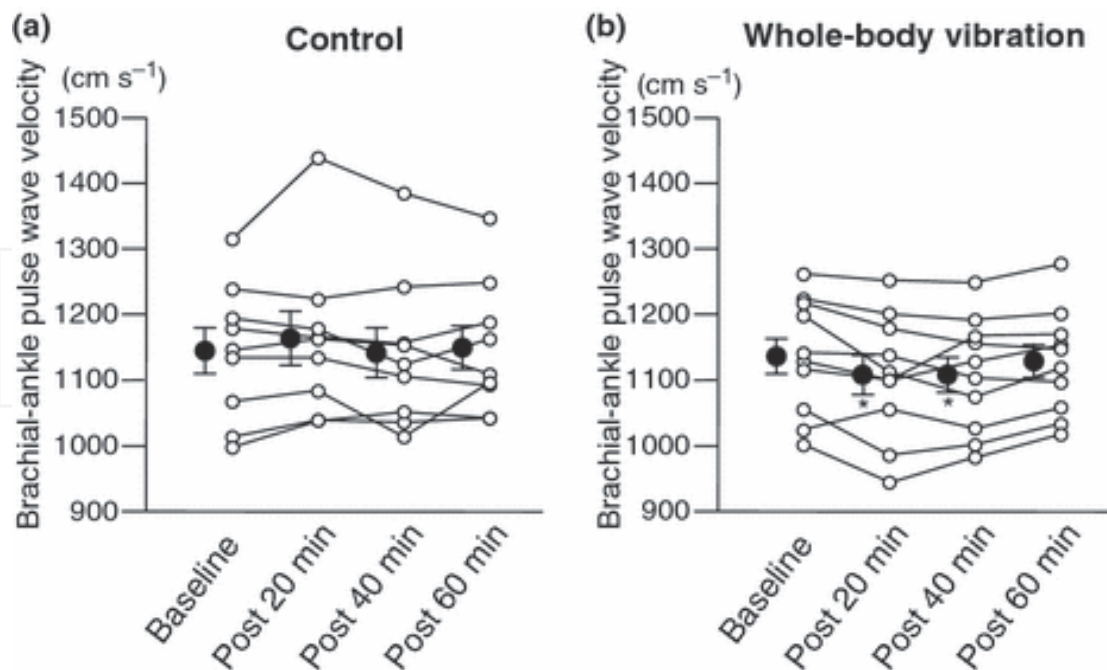 (a)
Control
Brachial-ankle pulse wave velocity
(cm s⁻¹)
1500
1400
1300
1200
1100
1000
900
Baseline
Post 20 min
Post 40 min
Post 60 min
(b)
Whole-body vibration
Brachial-ankle pulse wave velocity
(cm s⁻¹)
1500
1400
1300
1200
1100
1000
900
*
*
Baseline
Post 20 min
Post 40 min
Post 60 min